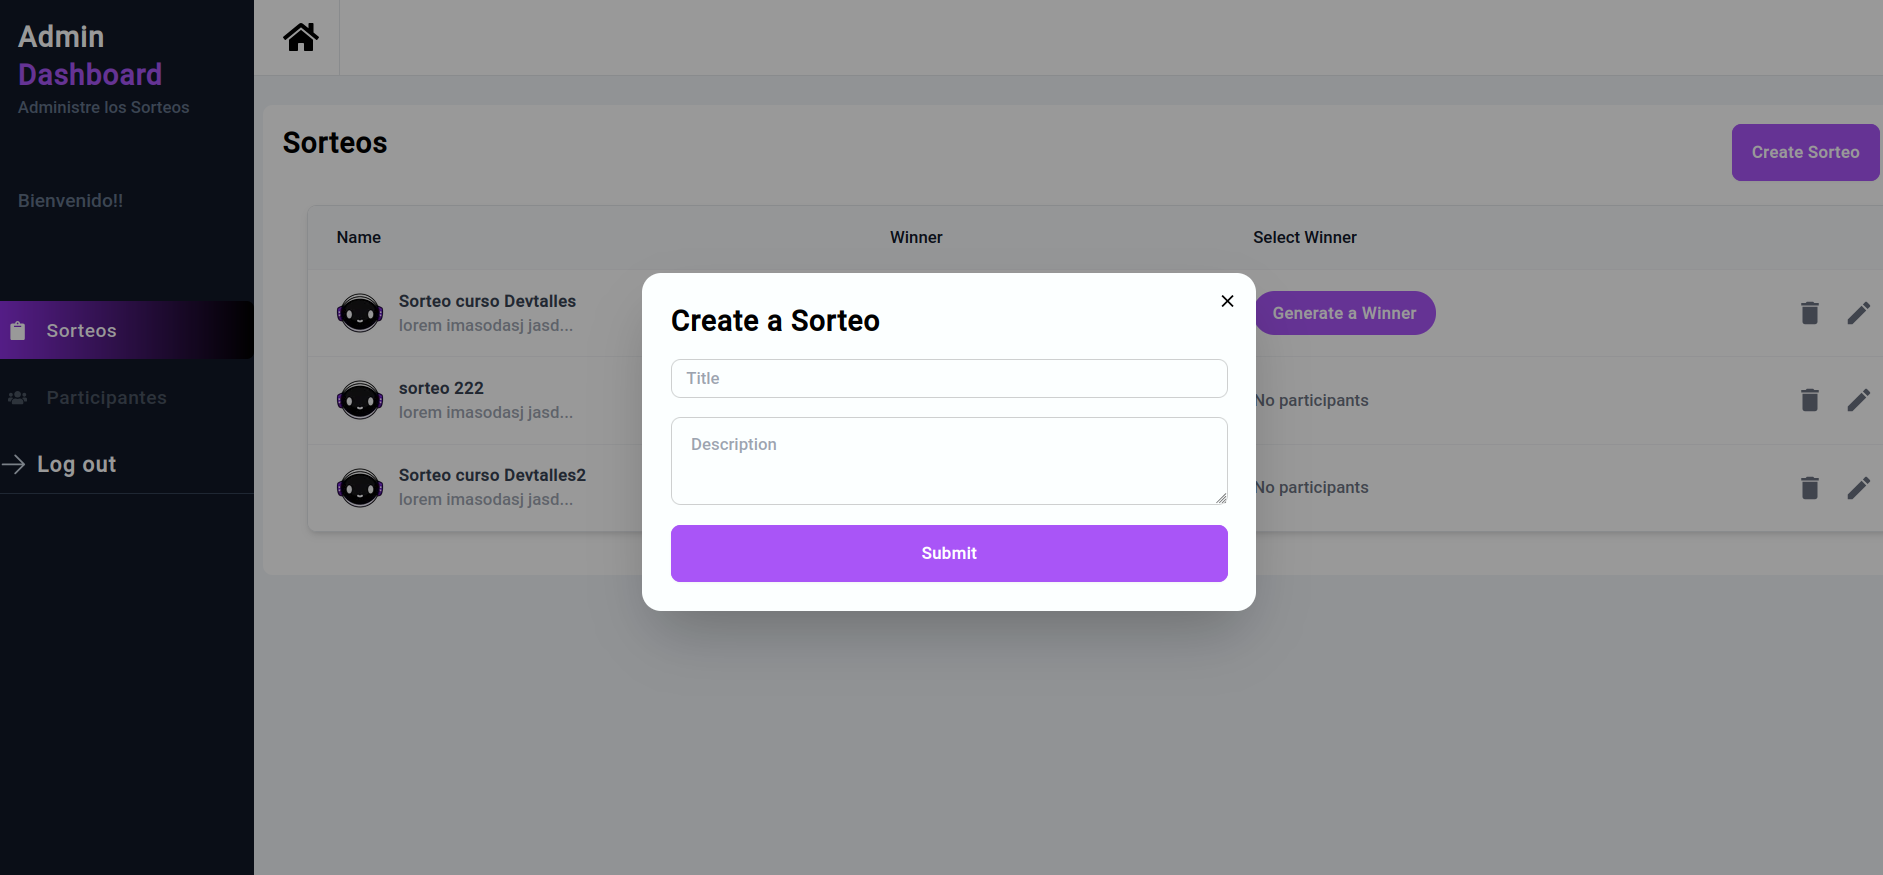 Admin
Dashboard
Administre los Sorteos
Bienvenido!!
Sorteos
Participantes
Log out
Sorteos
Create Sorteo
Name
Winner
Select Winner
Sorteo curso Devtalles
lorem imasodasj jasd...
Generate a Winner
sorteo 222
lorem imasodasj jasd...
No participants
Sorteo curso Devtalles2
lorem imasodasj jasd...
No participants
Create a Sorteo
Title
Description
Submit